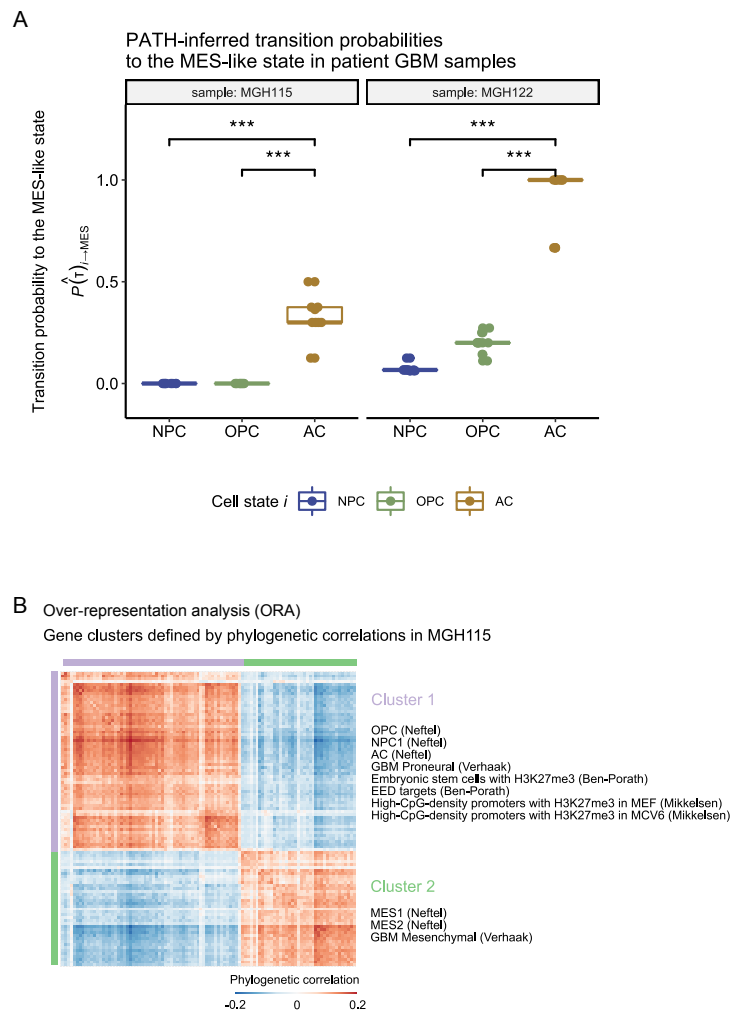 A
PATH-inferred transition probabilities
to the MES-like state in patient GBM samples
sample: MGH115
sample: MGH122
***
***
***
***
Transition probability to the MES-like state
P̂(τ)i→MES
1.0
0.5
0.0
NPC
OPC
AC
NPC
OPC
AC
Cell state i
NPC
OPC
AC
B
Over-representation analysis (ORA)
Gene clusters defined by phylogenetic correlations in MGH115
Cluster 1
OPC (Neftel)
NPC1 (Neftel)
AC (Neftel)
GBM Proneural (Verhaak)
Embryonic stem cells with H3K27me3 (Ben-Porath)
EED targets (Ben-Porath)
High-CpG-density promoters with H3K27me3 in MEF (Mikkelsen)
High-CpG-density promoters with H3K27me3 in MCV6 (Mikkelsen)
Cluster 2
MES1 (Neftel)
MES2 (Neftel)
GBM Mesenchymal (Verhaak)
Phylogenetic correlation
-0.2
0
0.2